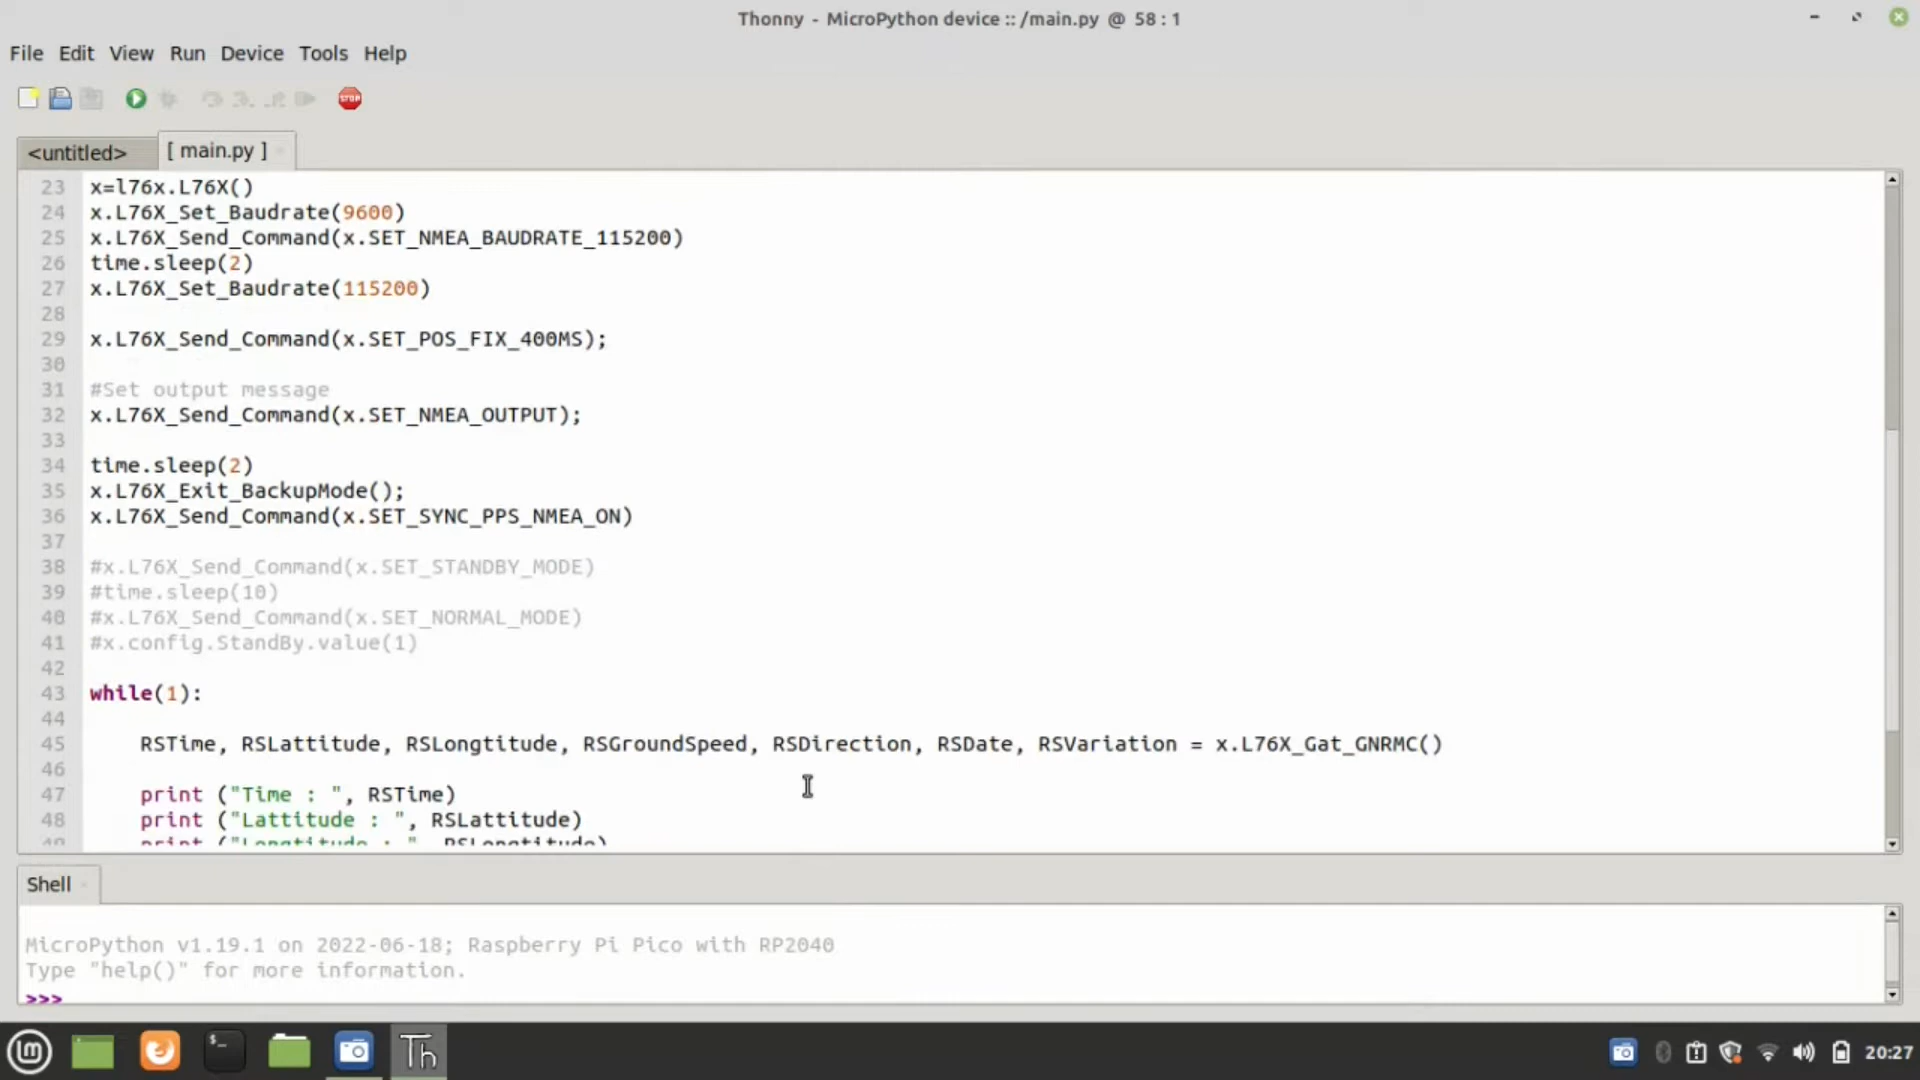 Thonny - MicroPython device :: /main.py @ 58 : 1
File Edit View Run Device Tools Help
STOP
<untitled> [ main.py ]
23 x=l76x.L76X()
24 x.L76X_Set_Baudrate(9600)
25 x.L76X_Send_Command(x.SET_NMEA_BAUDRATE_115200)
26 time.sleep(2)
27 x.L76X_Set_Baudrate(115200)
28
29 x.L76X_Send_Command(x.SET_POS_FIX_400MS);
30
31 #Set output message
32 x.L76X_Send_Command(x.SET_NMEA_OUTPUT);
33
34 time.sleep(2)
35 x.L76X_Exit_BackupMode();
36 x.L76X_Send_Command(x.SET_SYNC_PPS_NMEA_ON)
37
38 #x.L76X_Send_Command(x.SET_STANDBY_MODE)
39 #time.sleep(10)
40 #x.L76X_Send_Command(x.SET_NORMAL_MODE)
41 #x.config.StandBy.value(1)
42
43 while(1):
44
45 RSTime, RSLattitude, RSLongtitude, RSGroundSpeed, RSDirection, RSDate, RSVariation = x.L76X_Gat_GNRMC()
46
47 print ("Time : ", RSTime)
48 print ("Lattitude : ", RSLattitude)
49 print ("Longtitude : ", RSLongtitude)
Shell
MicroPython v1.19.1 on 2022-06-18; Raspberry Pi Pico with RP2040
Type "help()" for more information.
>>>
$_ Th 20:27